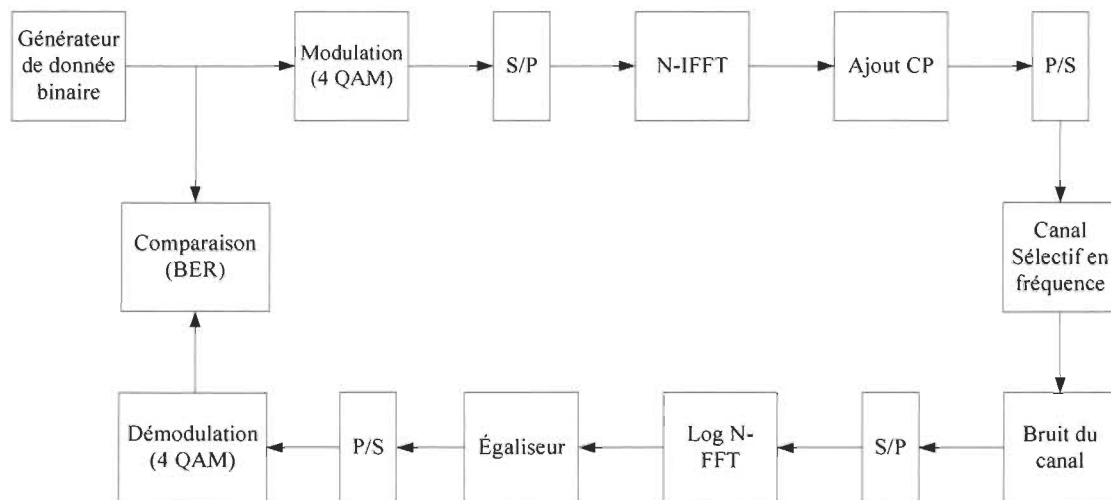 Générateur
de donnée
binaire
Modulation
(4 QAM)
S/P
N-IFFT
Ajout CP
P/S
Comparaison
(BER)
Canal
Sélectif en
fréquence
Démodulation
(4 QAM)
P/S
Égaliseur
Log N-
FFT
S/P
Bruit du
canal